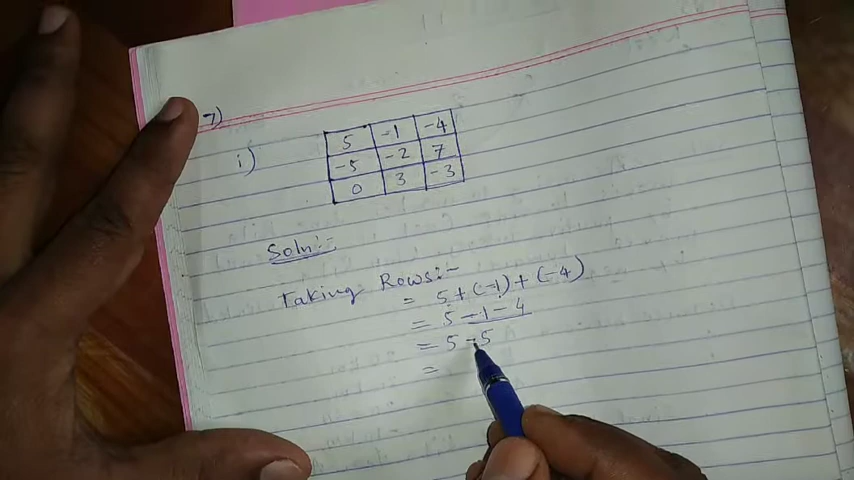 7)
i)
5 -1 -4
-5 -2 7
0 3 -3
Soln:-
Taking Rows:-
= 5+(-1)+(-4)
= 5-1-4
= 5-5
=